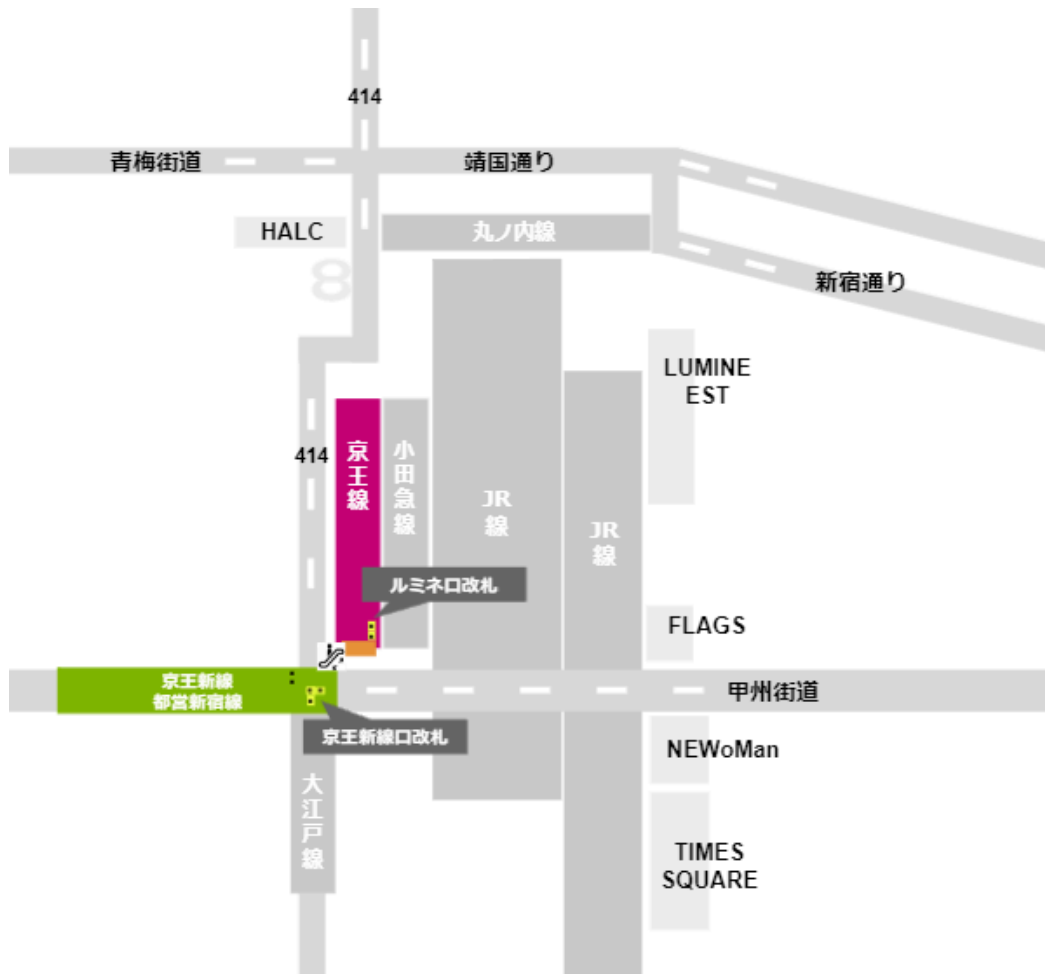 414
青梅街道
靖国通り
HALC
丸ノ内線
新宿通り
8
LUMINE
EST
414
京王線
小田急線
JR
線
JR
線
ルミネ口改札
FLAGS
京王新線
都営新宿線
甲州街道
京王新線口改札
NEWoMan
大江戸線
TIMES
SQUARE